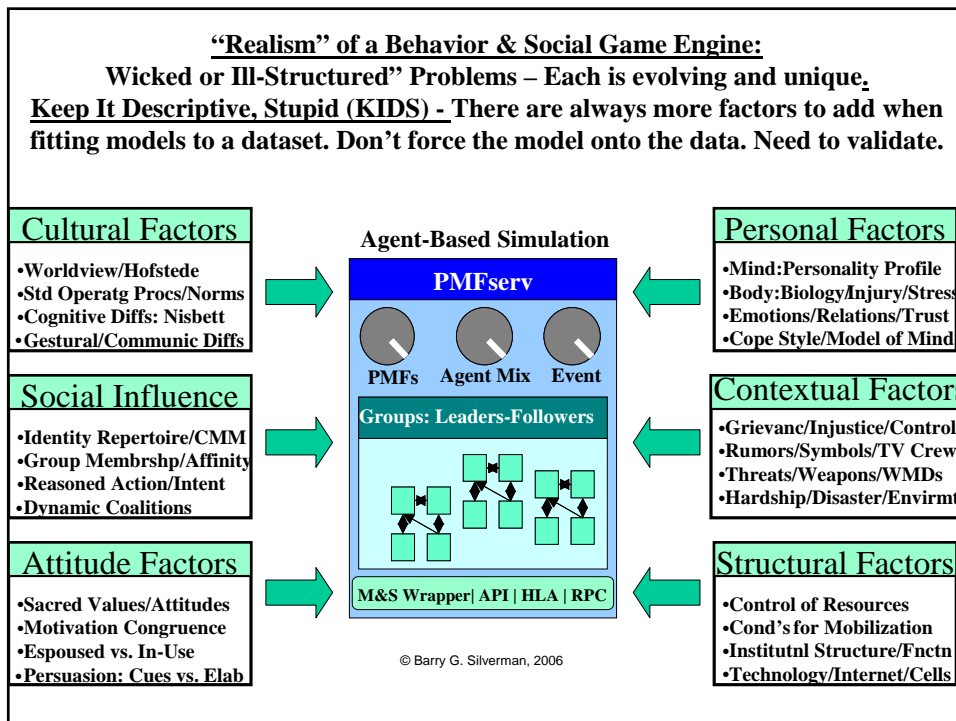 “Realism” of a Behavior & Social Game Engine:
Wicked or Ill-Structured” Problems – Each is evolving and unique.
Keep It Descriptive, Stupid (KIDS) - There are always more factors to add when
fitting models to a dataset. Don’t force the model onto the data. Need to validate.
Cultural Factors
•Worldview/Hofstede
•Std Operatg Procs/Norms
•Cognitive Diffs: Nisbett
•Gestural/Communic Diffs
Social Influence
•Identity Repertoire/CMM
•Group Membrshp/Affinity
•Reasoned Action/Intent
•Dynamic Coalitions
Attitude Factors
•Sacred Values/Attitudes
•Motivation Congruence
•Espoused vs. In-Use
•Persuasion: Cues vs. Elab
Agent-Based Simulation
PMFserv
PMFs Agent Mix Event
Groups: Leaders-Followers
M&S Wrapper| API | HLA | RPC
© Barry G. Silverman, 2006
Personal Factors
•Mind:Personality Profile
•Body:Biology/Injury/Stress
•Emotions/Relations/Trust
•Cope Style/Model of Mind
Contextual Factors
•Grievanc/Injustice/Control
•Rumors/Symbols/TV Crew
•Threats/Weapons/WMDs
•Hardship/Disaster/Envirmt
Structural Factors
•Control of Resources
•Cond’s for Mobilization
•Institutnl Structure/Fnctn
•Technology/Internet/Cells